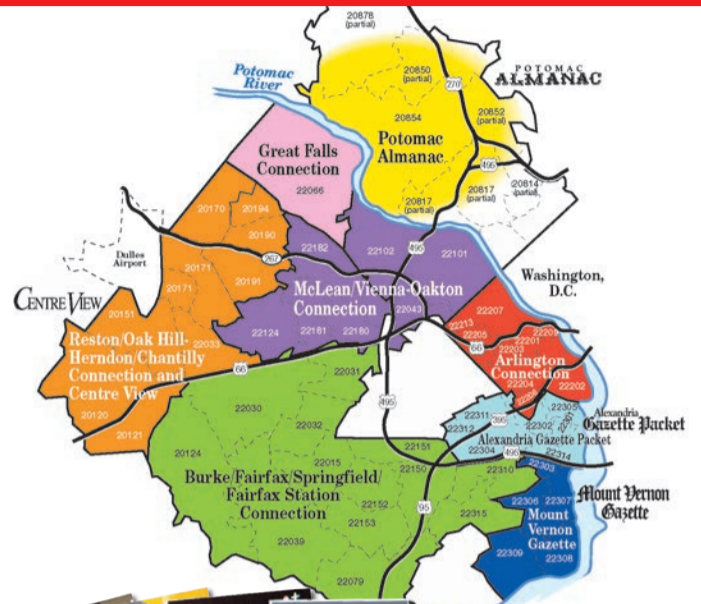 20878
(partial)
POTOMAC
ALMANAC
Potomac
River
20850
(partial)
270
20852
(partial)
20854
Potomac
Almanac
495
Great Falls
Connection
22066
20817
(partial)
20817
(partial)
20814
(partial)
20170
20194
20190
22182
22102
495
22101
267
Dulles
Airport
20171
20171
20191
Washington,
D.C.
CENTRE VIEW
McLean/Vienna-Oakton
Connection
20151
22043
22207
22213
22205
22209
22201
22203
22124
22181
22180
Reston/Oak Hill-
Herndon/Chantilly
Connection and
Centre View
22033
66
66
Arlington
Connection
22204
22202
22031
495
20120
20121
22030
22032
22311
22312
395
22305
22302
22301
Alexandria
Gazette Packet
Alexandria Gazette Packet
22304
495
22314
20124
22015
22151
22150
22310
22303
Burke/Fairfax/Springfield/
Fairfax Station
Connection
22152
22153
95
22315
22306
22307
Mount Vernon
Gazette
Mount
Vernon
Gazette
22039
22309
22308
22079